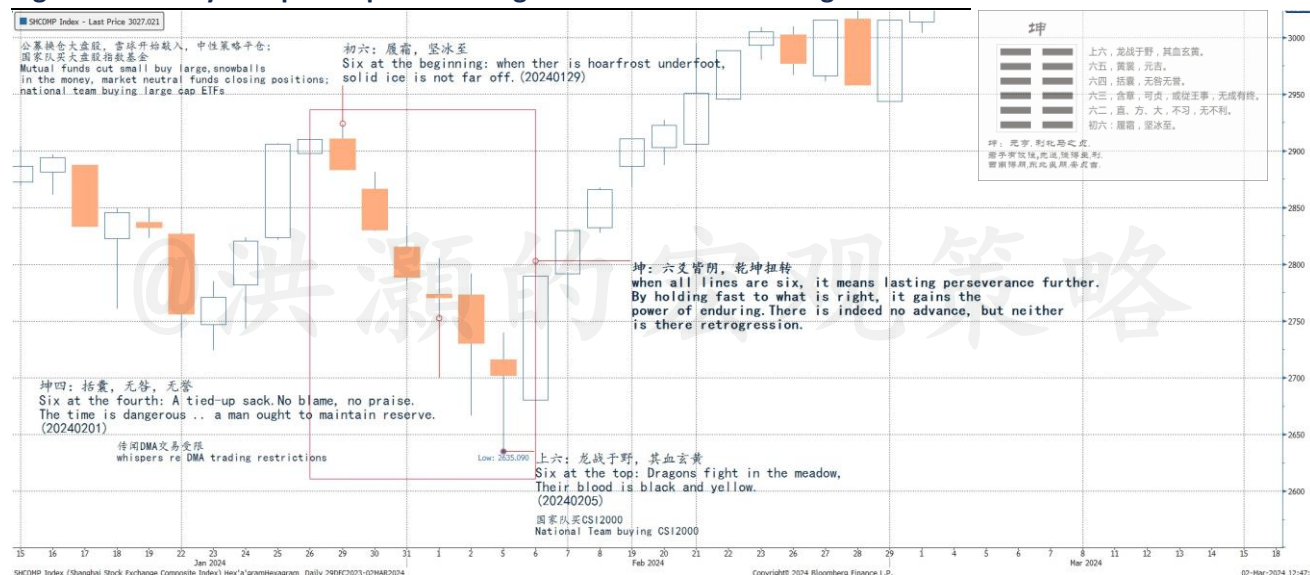 SHCOMP Index - Last Price 3027.021
公募换仓大盘股，雪球开始敲入，中性策略平仓；
国家队买大盘股指数基金
Mutual funds cut small buy large,snowballs
in the money, market neutral funds closing positions;
national team buying large cap ETFs
初六：履霜，坚冰至
Six at the beginning: when ther is hoarfrost underfoot,
solid ice is not far off.(20240129)
坤
上六，龙战于野，其血玄黄。
六五，黄裳，元吉。
六四，括囊，无咎无誉。
六三，含章，可贞，或从王事，无成有终。
六二，直、方、大，不习，无不利。
初六：履霜，坚冰至。
@洪灏的宏观策略
坤：六爻皆阴，乾坤扭转
when all lines are six, it means lasting perseverance further.
By holding fast to what is right, it gains the
power of enduring.There is indeed no advance, but neither
is there retrogression.
坤四：括囊，无咎，无誉
Six at the fourth: A tied-up sack.No blame, no praise.
The time is dangerous .. a man ought to maintain reserve.
(20240201)
传闻DMA交易受限
whispers re DMA trading restrictions
Low: 2635.090
上六：龙战于野，其血玄黄
Six at the top: Dragons fight in the meadow,
Their blood is black and yellow.
(20240205)
国家队买CSI2000
National Team buying CSI2000
3000
2950
2900
2850
2800
2750
2700
2650
2600
15 16 17 18 19 22 23 24 25 26 29 30 31 1 2 5 6 7 8 19 20 21 22 23 26 27 28 29 1 4 5 6 7 8 11 12 13 14 15 18
Jan 2024 Feb 2024 Mar 2024
SHCOMP Index (Shanghai Stock Exchange Composite Index) Hex'a'gramHexagram Daily 29DEC2023-02MAR2024 Copyright© 2024 Bloomberg Finance L.P. 02-Mar-2024 12:47